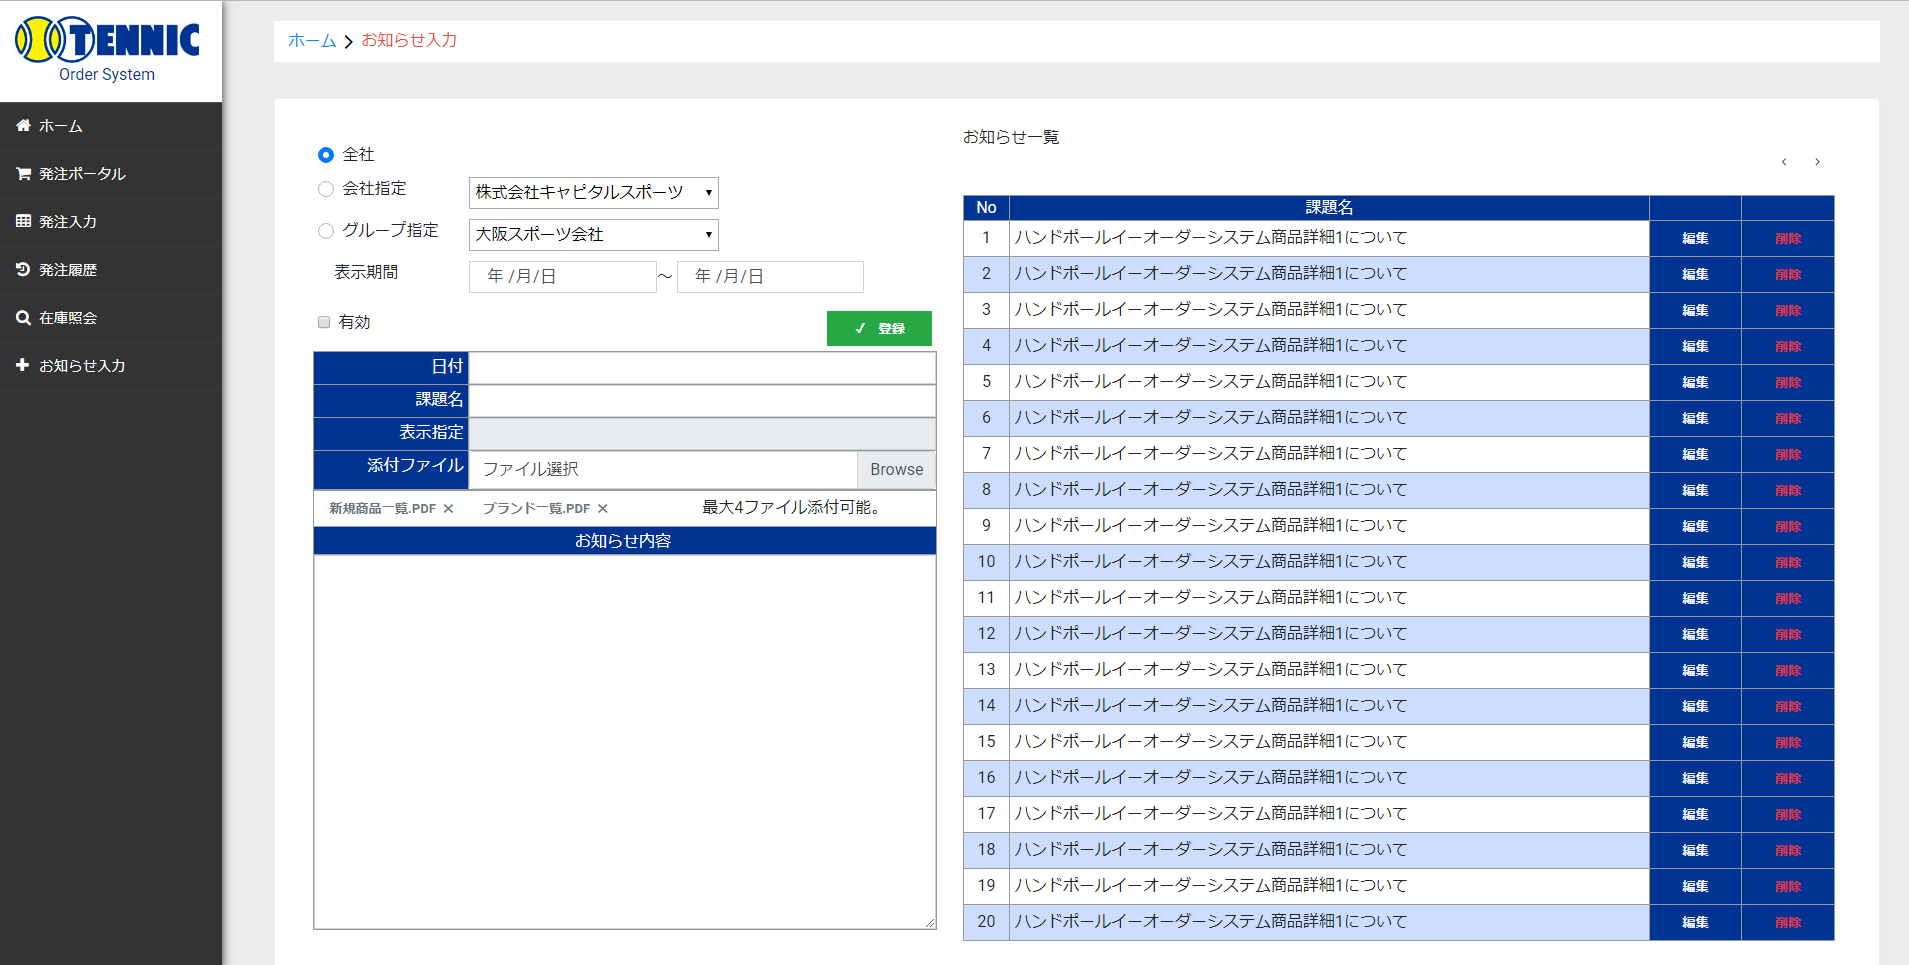 TENNIC
Order System
ホーム
発注ポータル
発注入力
発注履歴
在庫照会
お知らせ入力
ホーム > お知らせ入力
全社
会社指定 株式会社キャピタルスポーツ
グループ指定 大阪スポーツ会社
表示期間 年 /月/日 ～ 年 /月/日
有効 登録
日付
課題名
表示指定
添付ファイル ファイル選択 Browse
新規商品一覧.PDF × ブランド一覧.PDF × 最大4ファイル添付可能。
お知らせ内容
お知らせ一覧
‹ ›
No 課題名
1 ハンドポールイーオーダーシステム商品詳細1について 編集 削除
2 ハンドポールイーオーダーシステム商品詳細1について 編集 削除
3 ハンドポールイーオーダーシステム商品詳細1について 編集 削除
4 ハンドポールイーオーダーシステム商品詳細1について 編集 削除
5 ハンドポールイーオーダーシステム商品詳細1について 編集 削除
6 ハンドポールイーオーダーシステム商品詳細1について 編集 削除
7 ハンドポールイーオーダーシステム商品詳細1について 編集 削除
8 ハンドポールイーオーダーシステム商品詳細1について 編集 削除
9 ハンドポールイーオーダーシステム商品詳細1について 編集 削除
10 ハンドポールイーオーダーシステム商品詳細1について 編集 削除
11 ハンドポールイーオーダーシステム商品詳細1について 編集 削除
12 ハンドポールイーオーダーシステム商品詳細1について 編集 削除
13 ハンドポールイーオーダーシステム商品詳細1について 編集 削除
14 ハンドポールイーオーダーシステム商品詳細1について 編集 削除
15 ハンドポールイーオーダーシステム商品詳細1について 編集 削除
16 ハンドポールイーオーダーシステム商品詳細1について 編集 削除
17 ハンドポールイーオーダーシステム商品詳細1について 編集 削除
18 ハンドポールイーオーダーシステム商品詳細1について 編集 削除
19 ハンドポールイーオーダーシステム商品詳細1について 編集 削除
20 ハンドポールイーオーダーシステム商品詳細1について 編集 削除